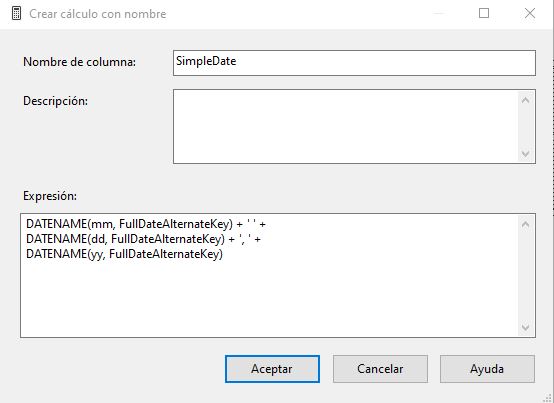 Crear cálculo con nombre
Nombre de columna:
SimpleDate
Descripción:
Expresión:
DATENAME(mm, FullDateAlternateKey) + ' ' +
DATENAME(dd, FullDateAlternateKey) + ', ' +
DATENAME(yy, FullDateAlternateKey)
Aceptar
Cancelar
Ayuda